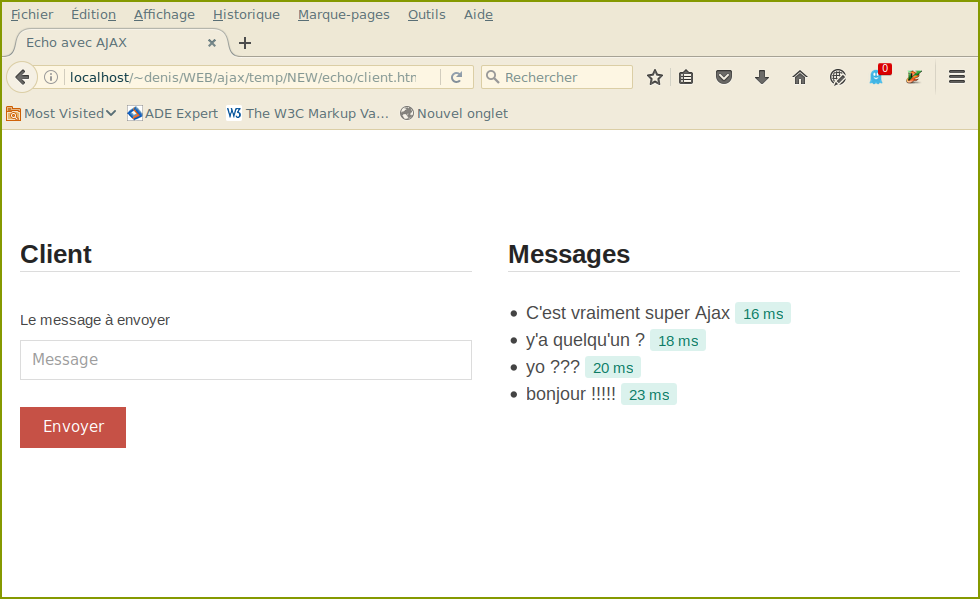 Fichier Édition Affichage Historique Marque-pages Outils Aide
Echo avec AJAX
localhost/~denis/WEB/ajax/temp/NEW/echo/client.htm Rechercher 0
Most Visited ADE Expert W3 The W3C Markup Va... Nouvel onglet
Client
Le message à envoyer
Message
Envoyer
Messages
C'est vraiment super Ajax 16 ms
y'a quelqu'un ? 18 ms
yo ??? 20 ms
bonjour !!!!! 23 ms